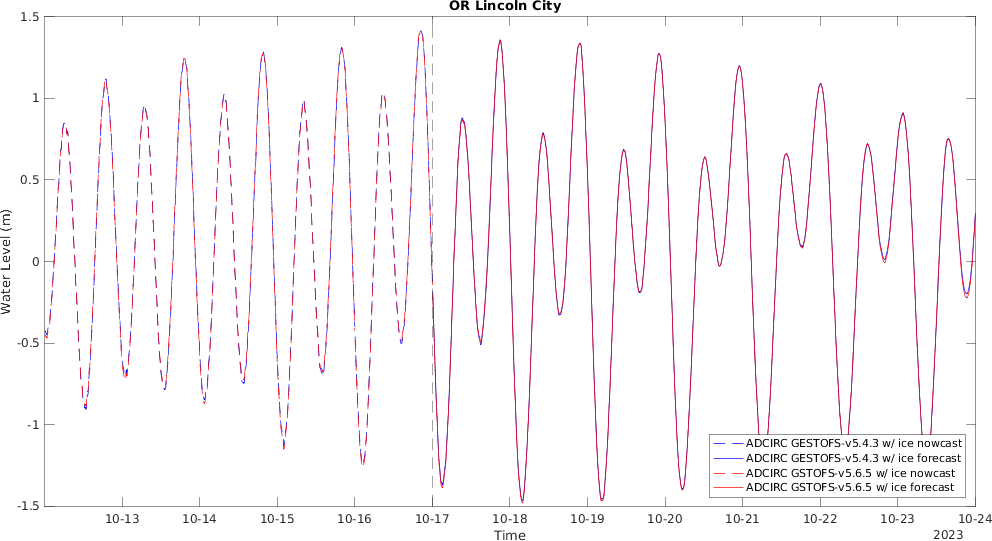 OR Lincoln City
Water Level (m)
1.5
1
0.5
0
-0.5
-1
-1.5
ADCIRC GESTOFS-v5.4.3 w/ ice nowcast
ADCIRC GESTOFS-v5.4.3 w/ ice forecast
ADCIRC GSTOFS-v5.6.5 w/ ice nowcast
ADCIRC GSTOFS-v5.6.5 w/ ice forecast
10-13 10-14 10-15 10-16 10-17 10-18 10-19 10-20 10-21 10-22 10-23 10-24
Time
2023